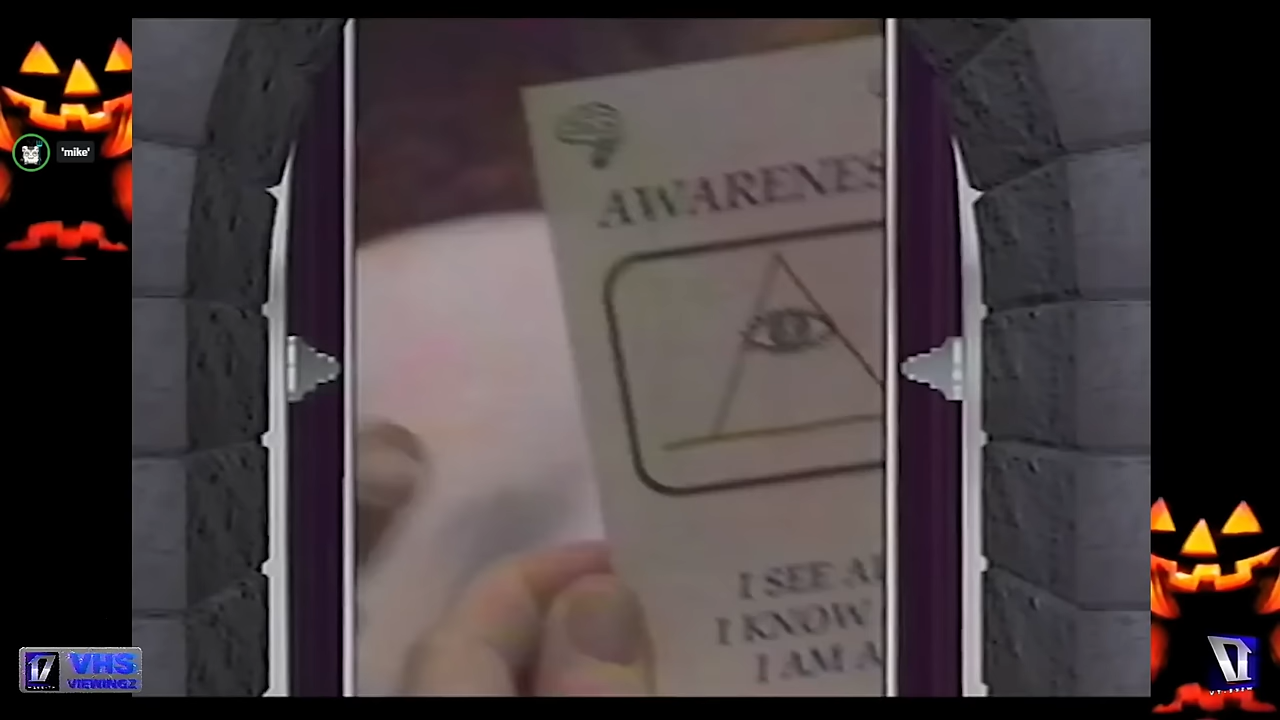 'mike'
AWARENES
I SEE
I KNOW
I AM A
VHS
VIEWINGZ